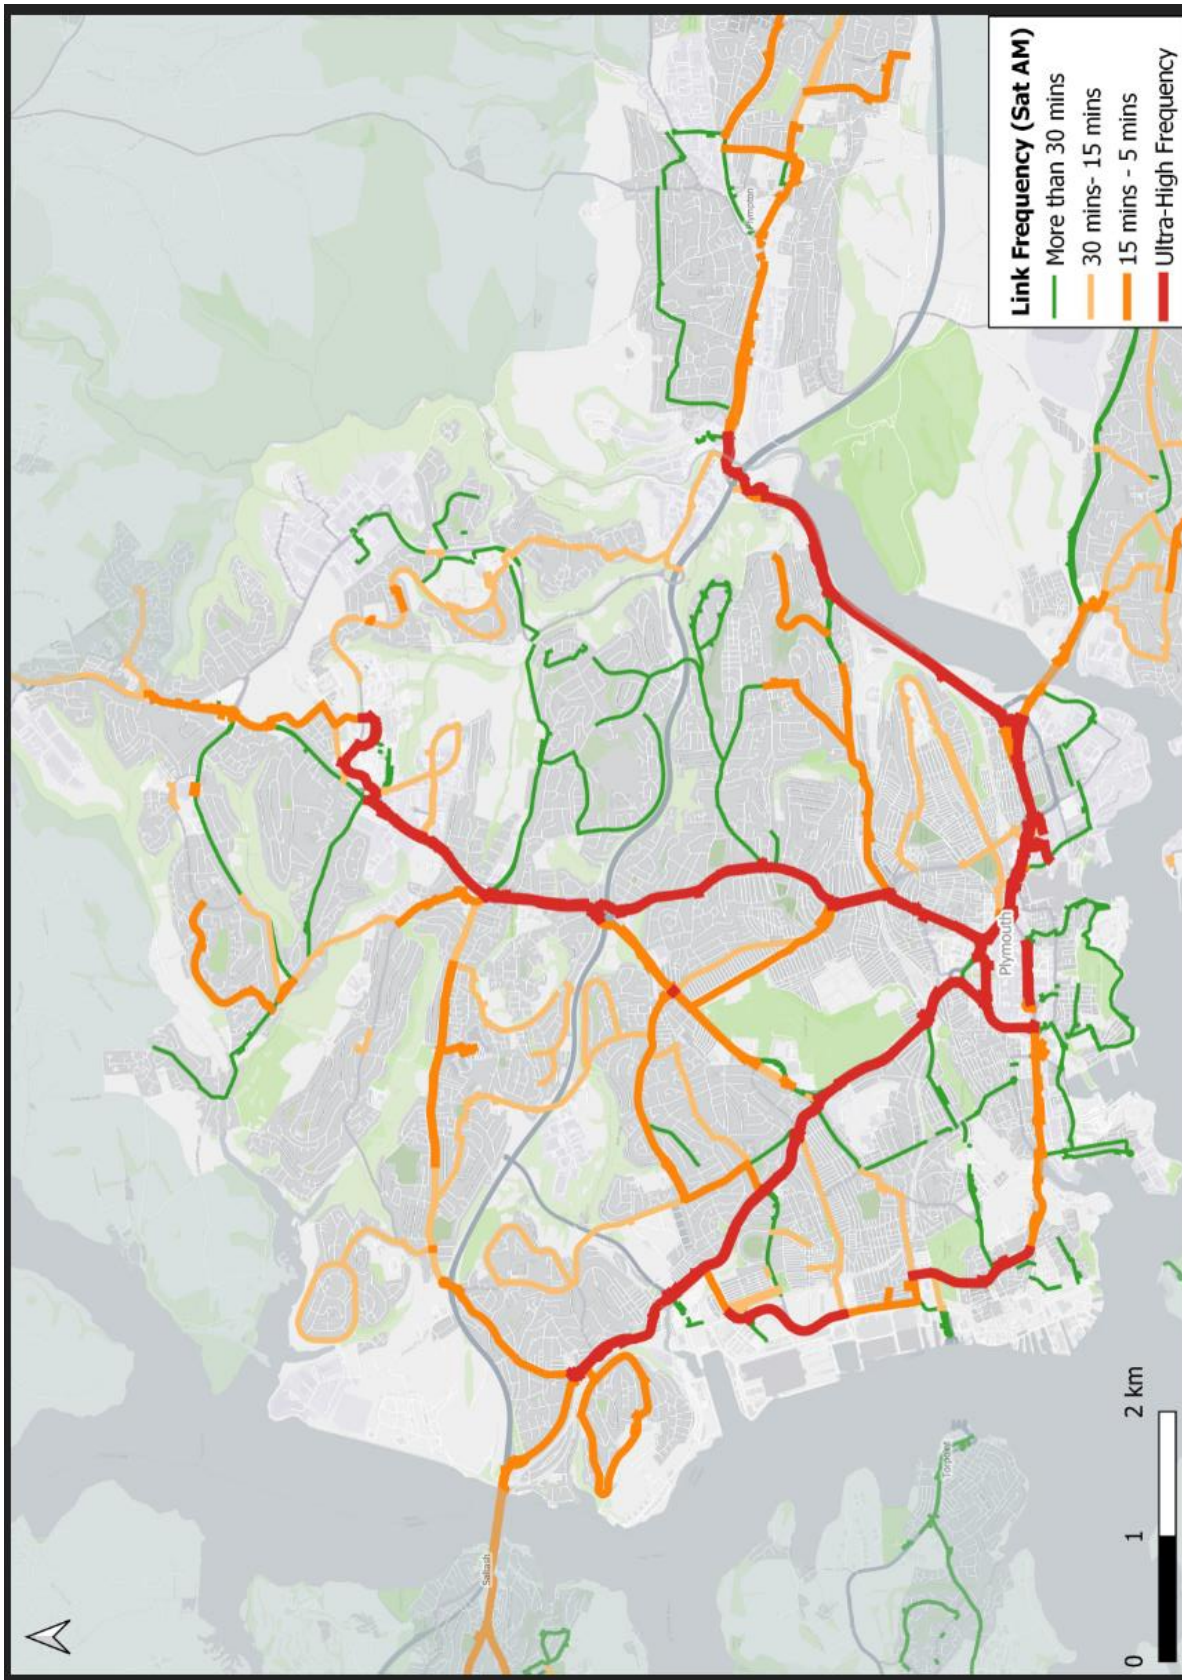 Link Frequency (Sat AM)
More than 30 mins
30 mins- 15 mins
15 mins - 5 mins
Ultra-High Frequency
Plympton
Plymouth
Saltash
Torpoint
0 1 2 km